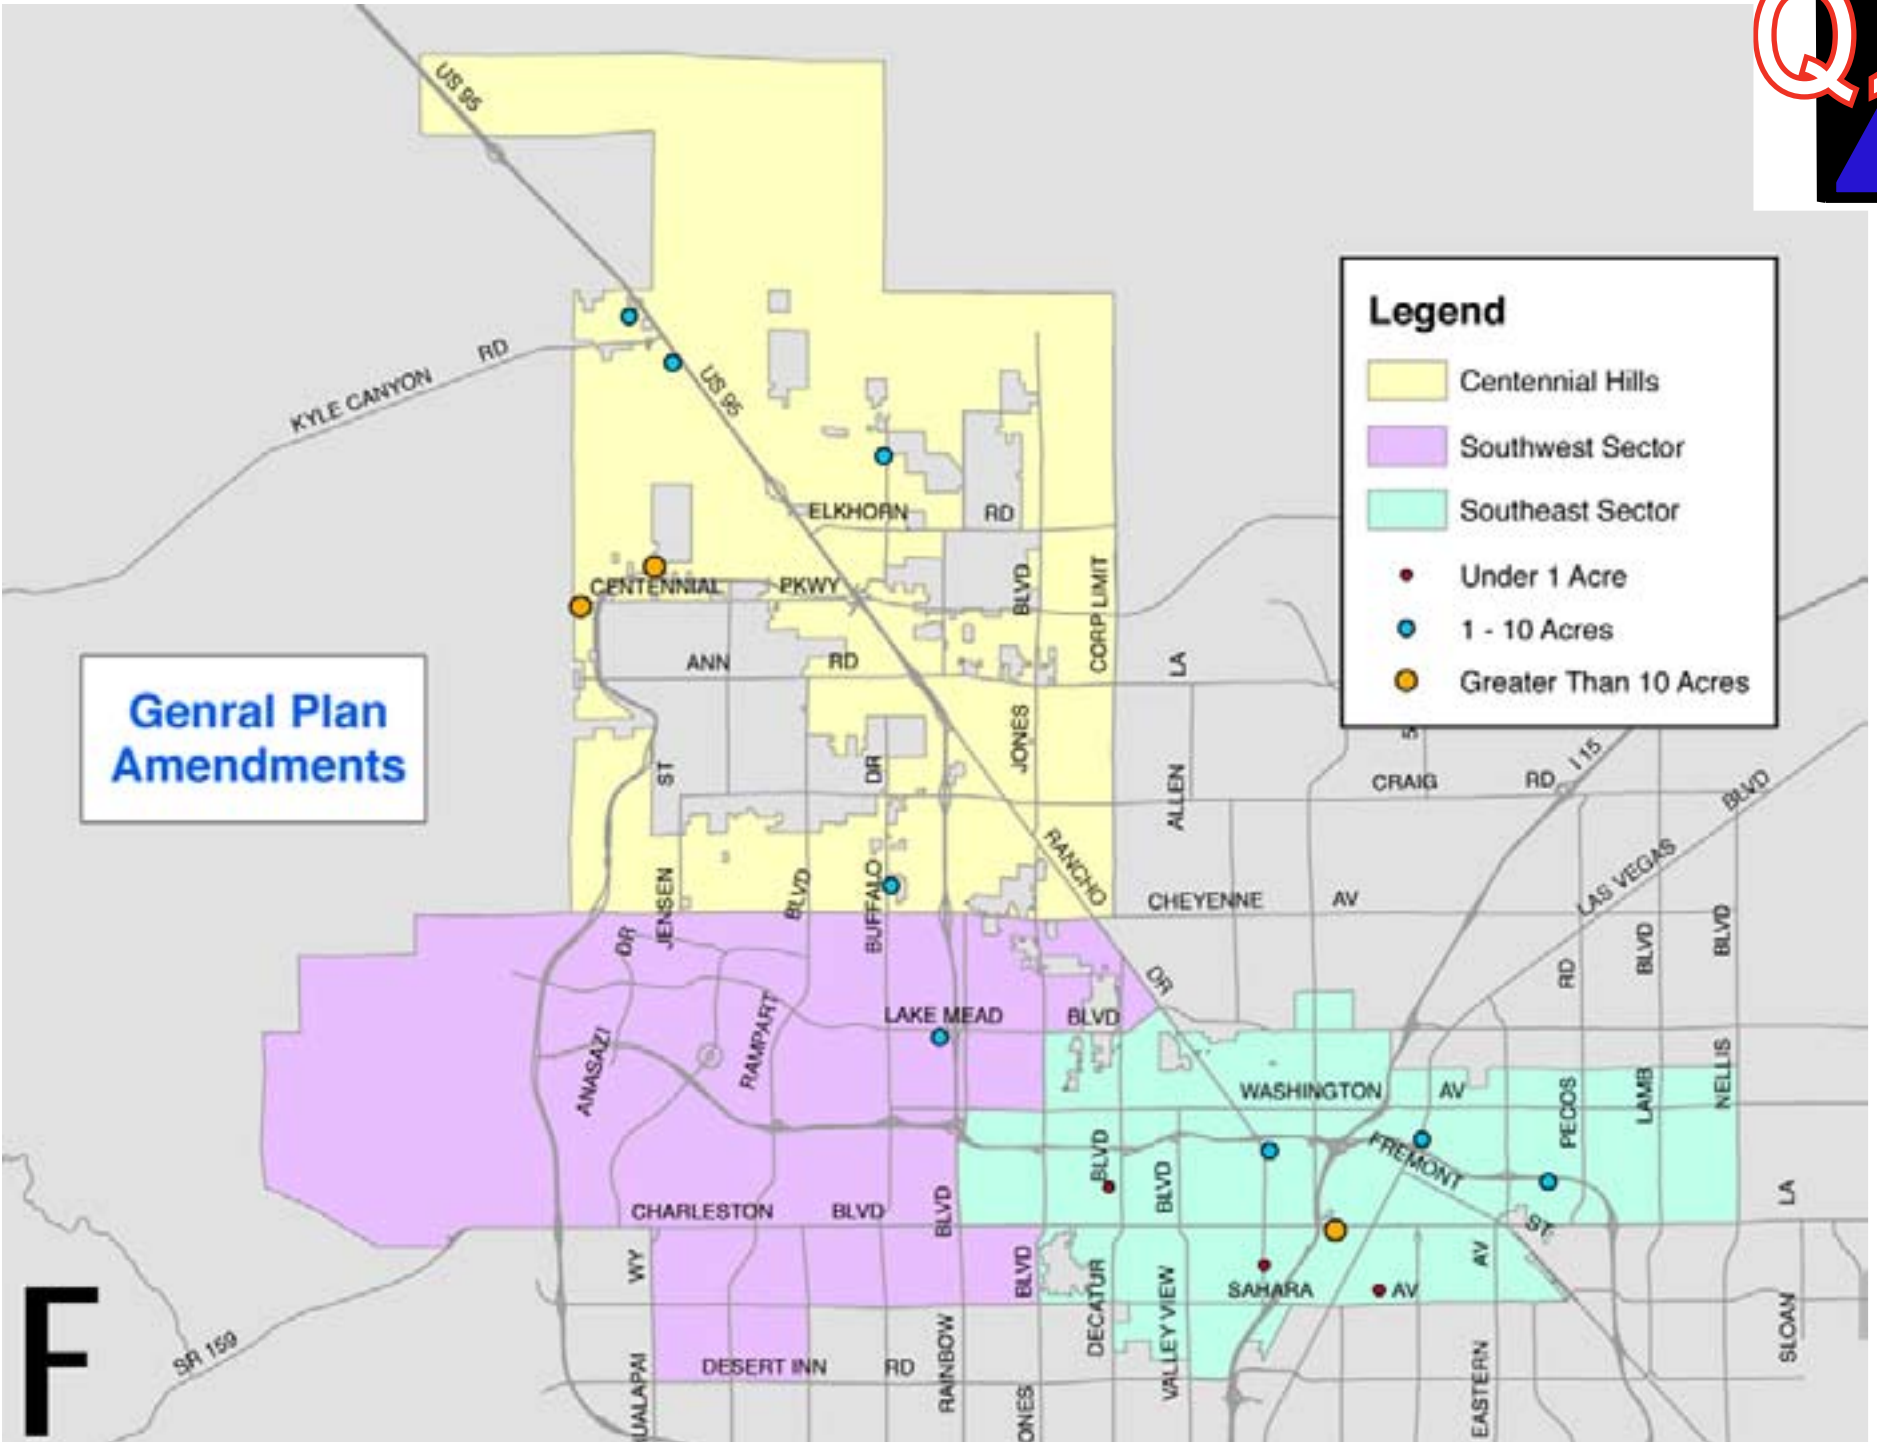 Q
US 95
KYLE CANYON RD
US 95
Legend
Centennial Hills
Southwest Sector
Southeast Sector
Under 1 Acre
1 - 10 Acres
Greater Than 10 Acres
ELKHORN RD
CENTENNIAL PKWY
BLVD
CORP LIMIT
ANN RD
LA
Genral Plan
Amendments
ST
DR
JONES
ALLEN
CRAIG RD
I 15
BLVD
RANCHO
LAS VEGAS
JENSEN
BLVD
BUFFALO
CHEYENNE AV
DR
DR
RD
BLVD
BLVD
LAKE MEAD BLVD
ANASAZI
RAMPART
WASHINGTON AV
PECOS
LAMB
NELLIS
FREMONT
ST
BLVD
BLVD
LA
CHARLESTON BLVD
BLVD
WY
BLVD
DECATUR
VALLEY VIEW
SAHARA AV
AV
SLOAN
F
SR 159
DESERT INN RD
UALAPAI
RAINBOW
ONES
EASTERN